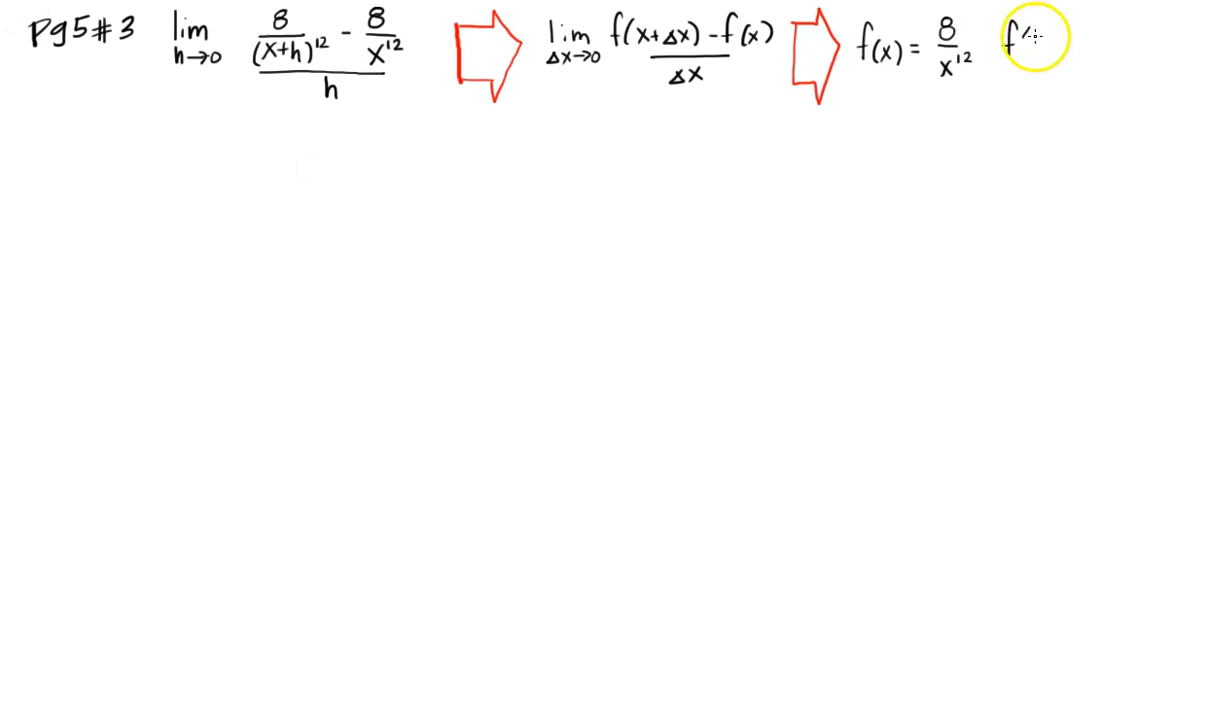 Pg5#3 lim h→0 (8/(x+h)^12 - 8/x^12)/h lim Δx→0 (f(x+Δx) - f(x))/Δx f(x) = 8/x^12 f'